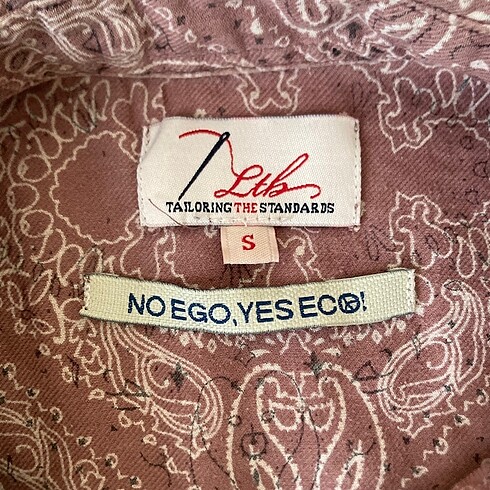 Ltb
TAILORING THE STANDARDS
S
NO EGO, YES ECO!